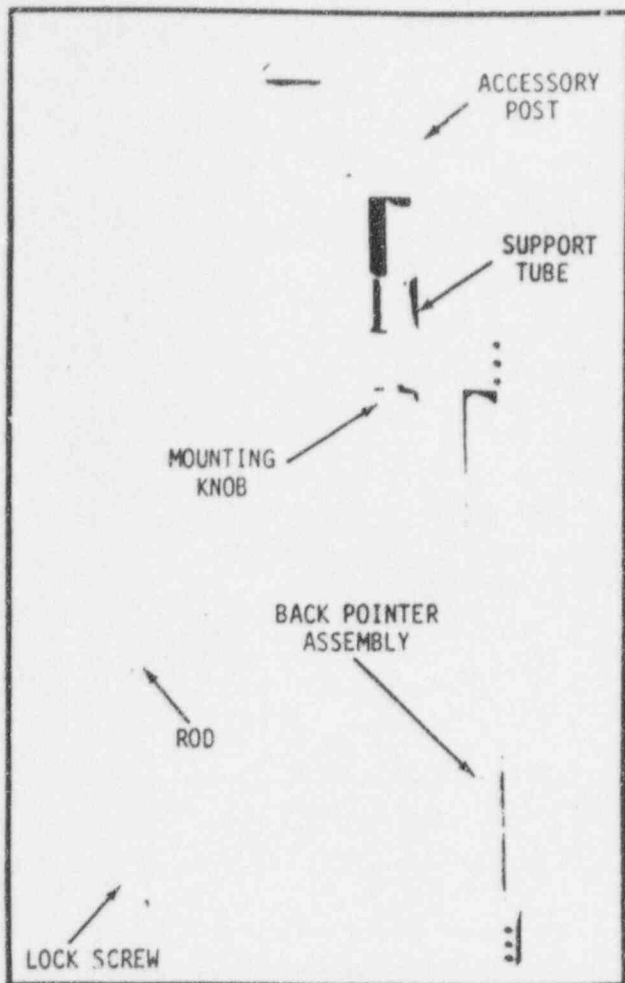 ACCESSORY
POST
SUPPORT
TUBE
MOUNTING
KNOB
BACK POINTER
ASSEMBLY
ROD
LOCK SCREW